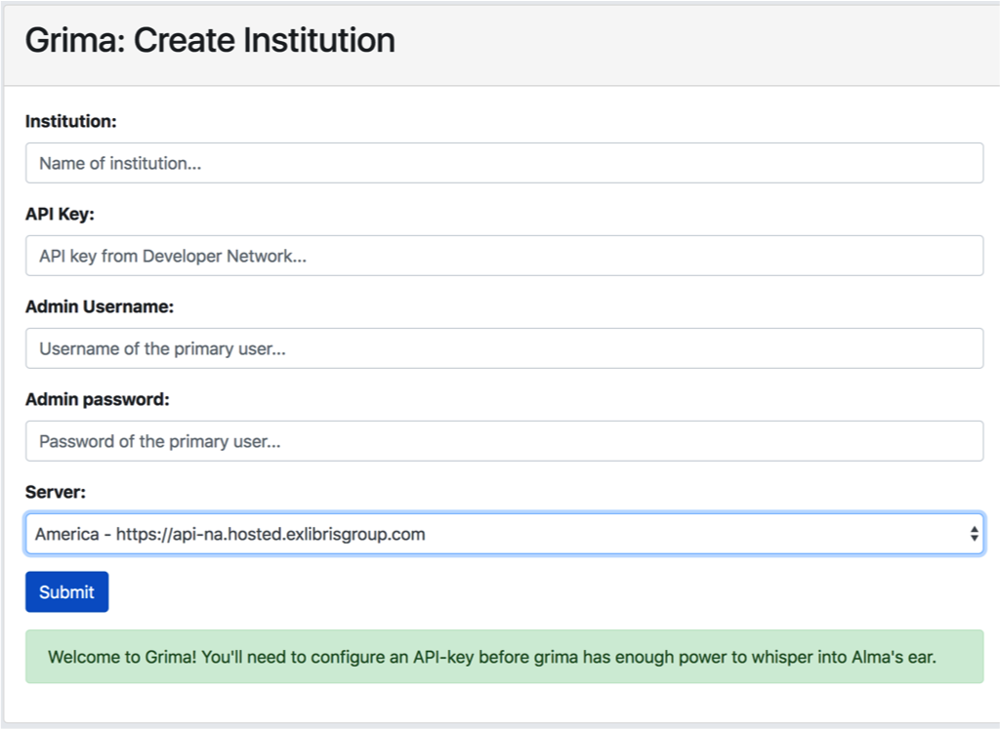 Grima: Create Institution
Institution:
Name of institution...
API Key:
API key from Developer Network...
Admin Username:
Username of the primary user...
Admin password:
Password of the primary user...
Server:
America - https://api-na.hosted.exlibrisgroup.com
Submit
Welcome to Grima! You'll need to configure an API-key before grima has enough power to whisper into Alma's ear.